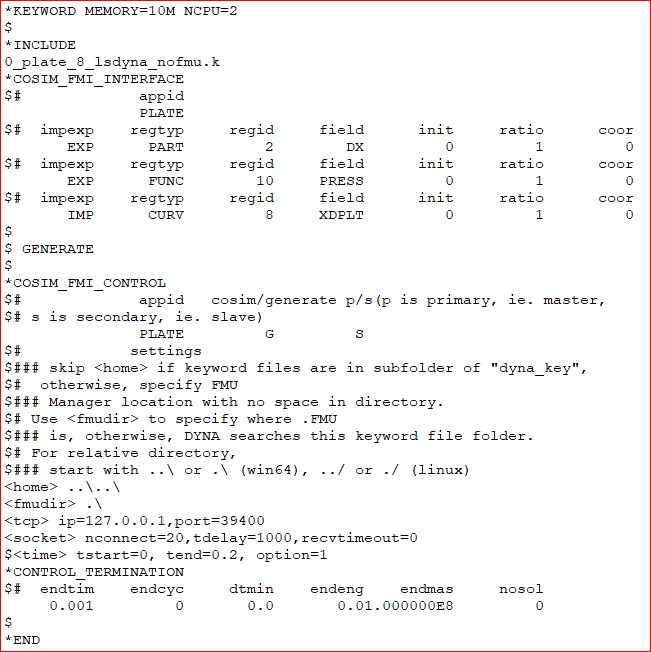 *KEYWORD MEMORY=10M NCPU=2
$
*INCLUDE
0_plate_8_lsdyna_nofmu.k
*COSIM_FMI_INTERFACE
$#             appid
               PLATE
$#  impexp    regtyp     regid     field      init     ratio      coor
       EXP      PART         2        DX         0         1         0
$#  impexp    regtyp     regid     field      init     ratio      coor
       EXP      FUNC        10     PRESS         0         1         0
$#  impexp    regtyp     regid     field      init     ratio      coor
       IMP      CURV         8     XDPLT         0         1         0
$
$ GENERATE
$
*COSIM_FMI_CONTROL
$#             appid   cosim/generate p/s(p is primary, ie. master,
$# s is secondary, ie. slave)
               PLATE         G         S
$#            settings
$### skip <home> if keyword files are in subfolder of "dyna_key",
$#  otherwise, specify FMU
$### Manager location with no space in directory.
$# Use <fmudir> to specify where .FMU
$### is, otherwise, DYNA searches this keyword file folder.
$# For relative directory,
$### start with ..\ or .\ (win64), ../ or ./ (linux)
<home> ..\..\
<fmudir> .\
<tcp> ip=127.0.0.1,port=39400
<socket> nconnect=20,tdelay=1000,recvtimeout=0
$<time> tstart=0, tend=0.2, option=1
*CONTROL_TERMINATION
$#  endtim    endcyc     dtmin    endeng    endmas     nosol
     0.001         0       0.0       0.01.000000E8         0
$
*END